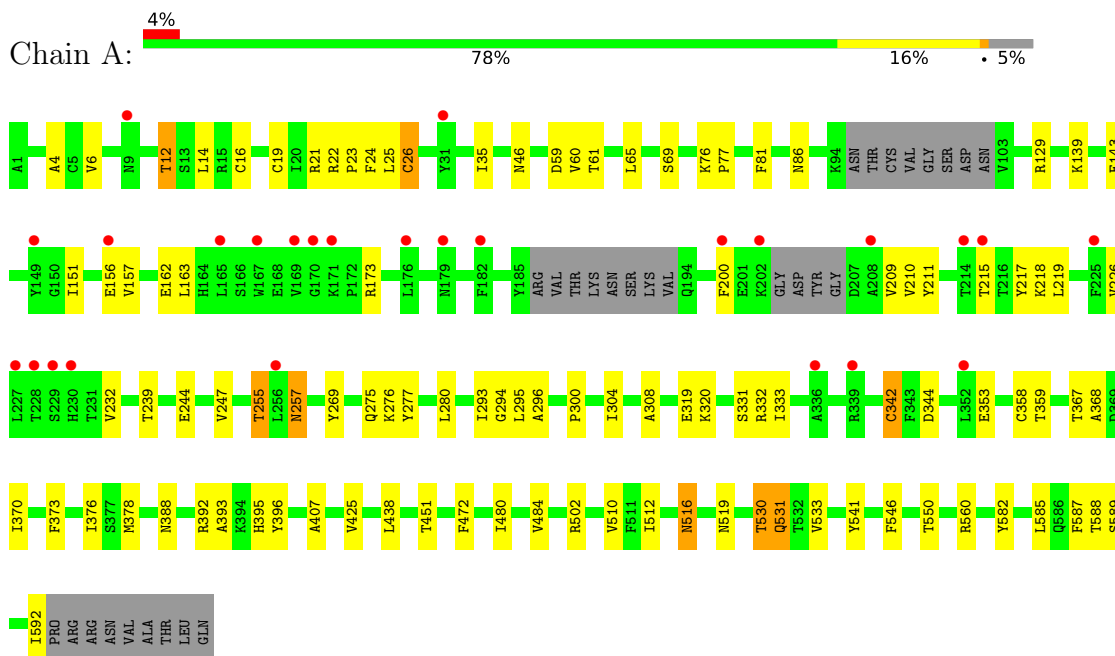 4%
Chain A:
78% 16% • 5%
A1 A4 C5 V6 N9 T12 S13 L14 R15 C16 C19 I20 R21 R22 P23 F24 L25 C26 Y31 I35 N46 D59 V60 T61 L65 S69 K76 P77 F81 N86 K94 ASN THR CYS VAL GLY SER ASP ASN V103 R129 K139 E143
Y149 G150 I151 E156 V157 E162 L163 H164 L165 S166 W167 E168 V169 G170 K171 P172 R173 L176 N179 F182 Y185 ARG VAL THR LYS ASN SER LYS VAL Q194 F200 E201 K202 GLY ASP TYR GLY D207 A208 V209 V210 Y211 T214 T215 T216 Y217 K218 L219 F225 V226
L227 T228 S229 H230 T231 V232 T239 E244 V247 T255 L256 N257 Y269 Q275 K276 Y277 L280 I293 G294 L295 A296 P300 I304 A308 E319 K320 S331 R332 I333 A336 R339 C342 F343 D344 L352 E353 C358 T359 T367 A368 D369
I370 F373 I376 S377 M378 N388 R392 A393 K394 H395 Y396 A407 V425 L438 T451 F472 I480 V484 R502 V510 F511 I512 N516 N519 T530 Q531 T532 V533 Y541 F546 T550 R560 Y582 L585 Q586 F587 T588 S589
I592 PRO ARG ARG ASN VAL ALA THR LEU GLN